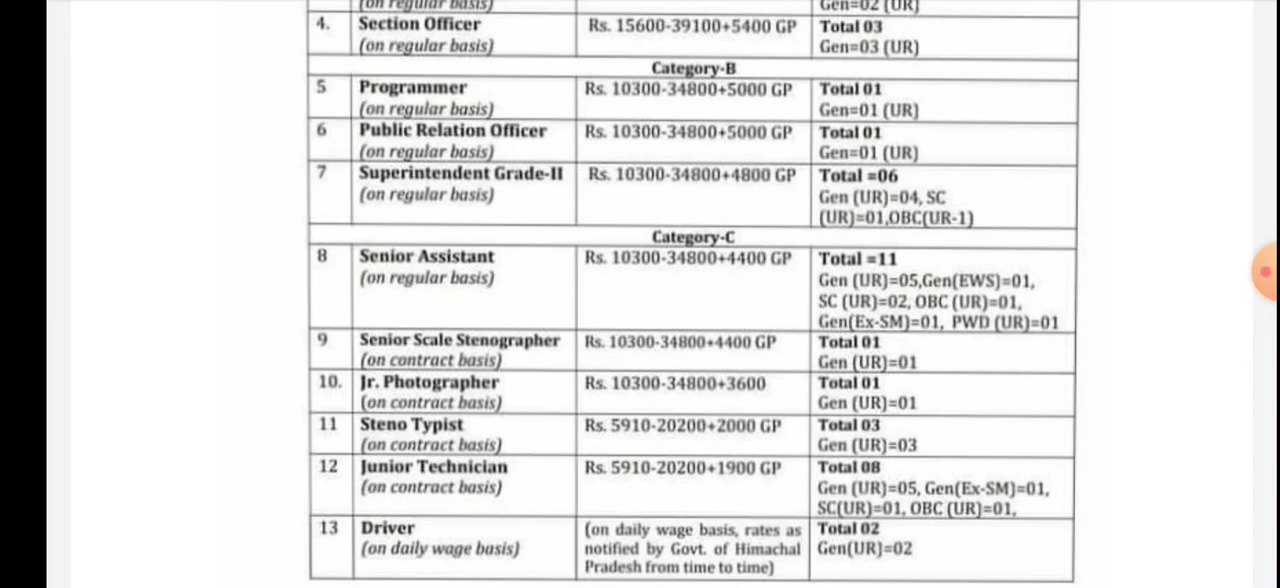 (on regular basis)
Gen=02 (UR)
4. Section Officer Rs. 15600-39100+5400 GP Total 03
(on regular basis) Gen=03 (UR)
Category-B
5 Programmer Rs. 10300-34800+5000 GP Total 01
(on regular basis) Gen=01 (UR)
6 Public Relation Officer Rs. 10300-34800+5000 GP Total 01
(on regular basis) Gen=01 (UR)
7 Superintendent Grade-II Rs. 10300-34800+4800 GP Total =06
(on regular basis) Gen (UR)=04, SC
(UR)=01,OBC(UR-1)
Category-C
8 Senior Assistant Rs. 10300-34800+4400 GP Total =11
(on regular basis) Gen (UR)=05,Gen(EWS)=01,
SC (UR)=02, OBC (UR)=01,
Gen(Ex-SM)=01, PWD (UR)=01
9 Senior Scale Stenographer Rs. 10300-34800+4400 GP Total 01
(on contract basis) Gen (UR)=01
10. Jr. Photographer Rs. 10300-34800+3600 Total 01
(on contract basis) Gen (UR)=01
11 Steno Typist Rs. 5910-20200+2000 GP Total 03
(on contract basis) Gen (UR)=03
12 Junior Technician Rs. 5910-20200+1900 GP Total 08
(on contract basis) Gen (UR)=05, Gen(Ex-SM)=01,
SC(UR)=01, OBC (UR)=01,
13 Driver (on daily wage basis, rates as Total 02
(on daily wage basis) notified by Govt. of Himachal Gen(UR)=02
Pradesh from time to time)